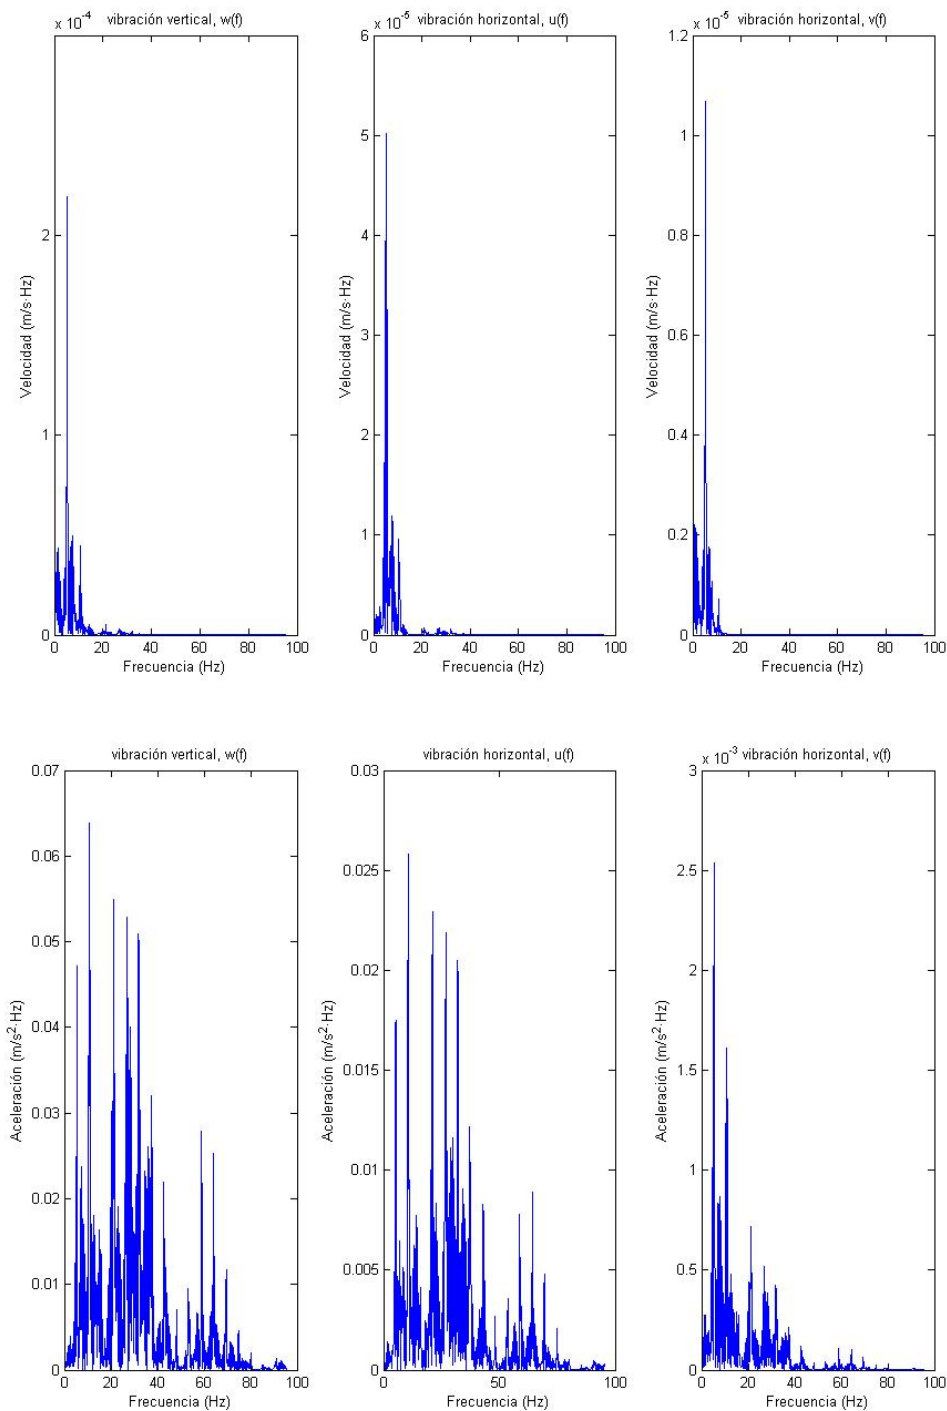 x 10⁻⁴ vibración vertical, w(f)
2
1
0
0 20 40 60 80 100
Velocidad (m/s·Hz)
Frecuencia (Hz)
x 10⁻⁵ vibración horizontal, u(f)
6
5
4
3
2
1
0
0 20 40 60 80 100
Velocidad (m/s·Hz)
Frecuencia (Hz)
x 10⁻⁵ vibración horizontal, v(f)
1.2
1
0.8
0.6
0.4
0.2
0
0 20 40 60 80 100
Velocidad (m/s·Hz)
Frecuencia (Hz)
vibración vertical, w(f)
0.07
0.06
0.05
0.04
0.03
0.02
0.01
0
0 20 40 60 80 100
Aceleración (m/s²·Hz)
Frecuencia (Hz)
vibración horizontal, u(f)
0.03
0.025
0.02
0.015
0.01
0.005
0
0 50 100
Aceleración (m/s²·Hz)
Frecuencia (Hz)
x 10⁻³ vibración horizontal, v(f)
3
2.5
2
1.5
1
0.5
0
0 20 40 60 80 100
Aceleración (m/s²·Hz)
Frecuencia (Hz)